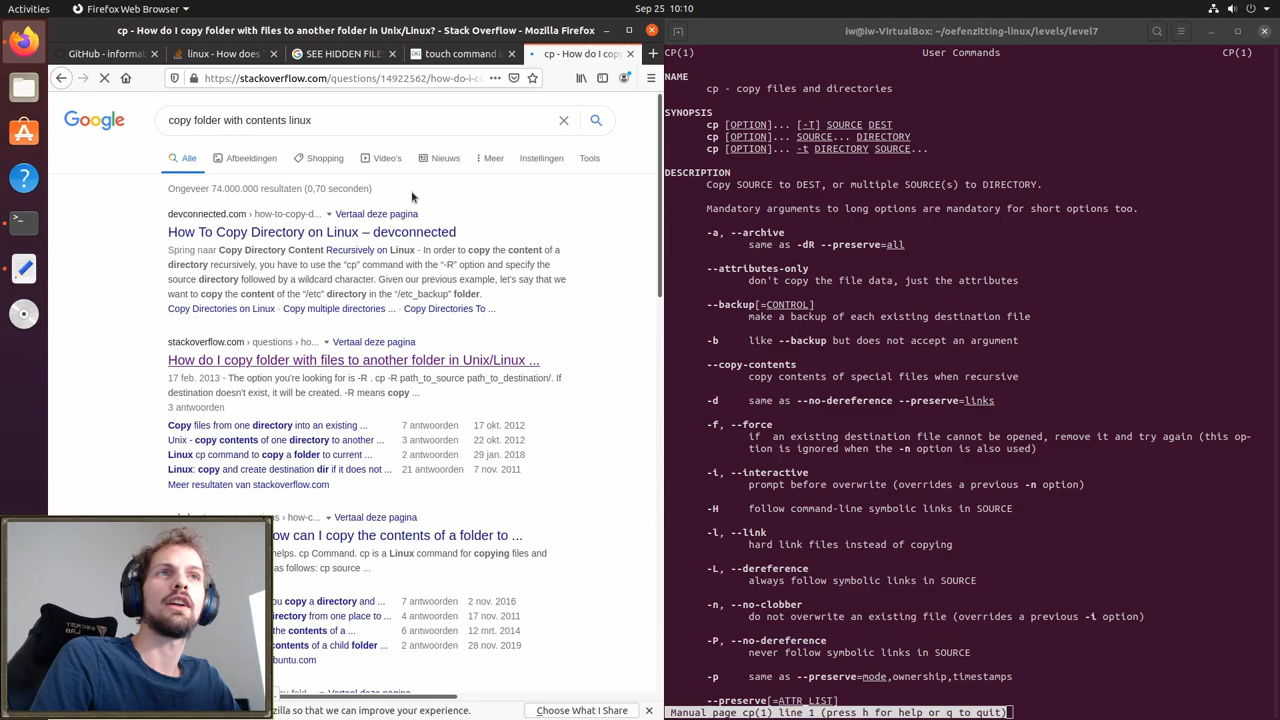 Activities
Firefox Web Browser
Sep 25 10:10
cp - How do I copy folder with files to another folder in Unix/Linux? - Stack Overflow - Mozilla Firefox
GitHub - informat
linux - How does
SEE HIDDEN FILE
touch command in
cp - How do I copy
https://stackoverflow.com/questions/14922562/how-do-i-co
Google
copy folder with contents linux
Alle
Afbeeldingen
Shopping
Video's
Nieuws
Meer
Instellingen
Tools
Ongeveer 74.000.000 resultaten (0,70 seconden)
devconnected.com › how-to-copy-d... Vertaal deze pagina
How To Copy Directory on Linux – devconnected
Spring naar Copy Directory Content Recursively on Linux - In order to copy the content of a
directory recursively, you have to use the “cp” command with the “-R” option and specify the
source directory followed by a wildcard character. Given our previous example, let's say that we
want to copy the content of the “/etc” directory in the “/etc_backup” folder.
Copy Directories on Linux · Copy multiple directories ... · Copy Directories To ...
stackoverflow.com › questions › ho... Vertaal deze pagina
How do I copy folder with files to another folder in Unix/Linux ...
17 feb. 2013 - The option you're looking for is -R . cp -R path_to_source path_to_destination/. If
destination doesn't exist, it will be created. -R means copy ...
3 antwoorden
Copy files from one directory into an existing ... 7 antwoorden 17 okt. 2012
Unix - copy contents of one directory to another ... 3 antwoorden 22 okt. 2012
Linux cp command to copy a folder to current ... 2 antwoorden 29 jan. 2018
Linux: copy and create destination dir if it does not ... 21 antwoorden 7 nov. 2011
Meer resultaten van stackoverflow.com
› how-c... Vertaal deze pagina
ow can I copy the contents of a folder to ...
helps. cp Command. cp is a Linux command for copying files and
as follows: cp source ...
ou copy a directory and ... 7 antwoorden 2 nov. 2016
irectory from one place to ... 4 antwoorden 17 nov. 2011
the contents of a ... 6 antwoorden 12 mrt. 2014
contents of a child folder ... 2 antwoorden 28 nov. 2019
buntu.com
Vertaal deze pagina
zilla so that we can improve your experience.
Choose What I Share
iw@iw-VirtualBox: ~/oefenzitting-linux/levels/level7
CP(1) User Commands CP(1)
NAME
cp - copy files and directories
SYNOPSIS
cp [OPTION]... [-T] SOURCE DEST
cp [OPTION]... SOURCE... DIRECTORY
cp [OPTION]... -t DIRECTORY SOURCE...
DESCRIPTION
Copy SOURCE to DEST, or multiple SOURCE(s) to DIRECTORY.
Mandatory arguments to long options are mandatory for short options too.
-a, --archive
same as -dR --preserve=all
--attributes-only
don't copy the file data, just the attributes
--backup[=CONTROL]
make a backup of each existing destination file
-b like --backup but does not accept an argument
--copy-contents
copy contents of special files when recursive
-d same as --no-dereference --preserve=links
-f, --force
if an existing destination file cannot be opened, remove it and try again (this op-
tion is ignored when the -n option is also used)
-i, --interactive
prompt before overwrite (overrides a previous -n option)
-H follow command-line symbolic links in SOURCE
-l, --link
hard link files instead of copying
-L, --dereference
always follow symbolic links in SOURCE
-n, --no-clobber
do not overwrite an existing file (overrides a previous -i option)
-P, --no-dereference
never follow symbolic links in SOURCE
-p same as --preserve=mode,ownership,timestamps
--preserve[=ATTR_LIST]
Manual page cp(1) line 1 (press h for help or q to quit)